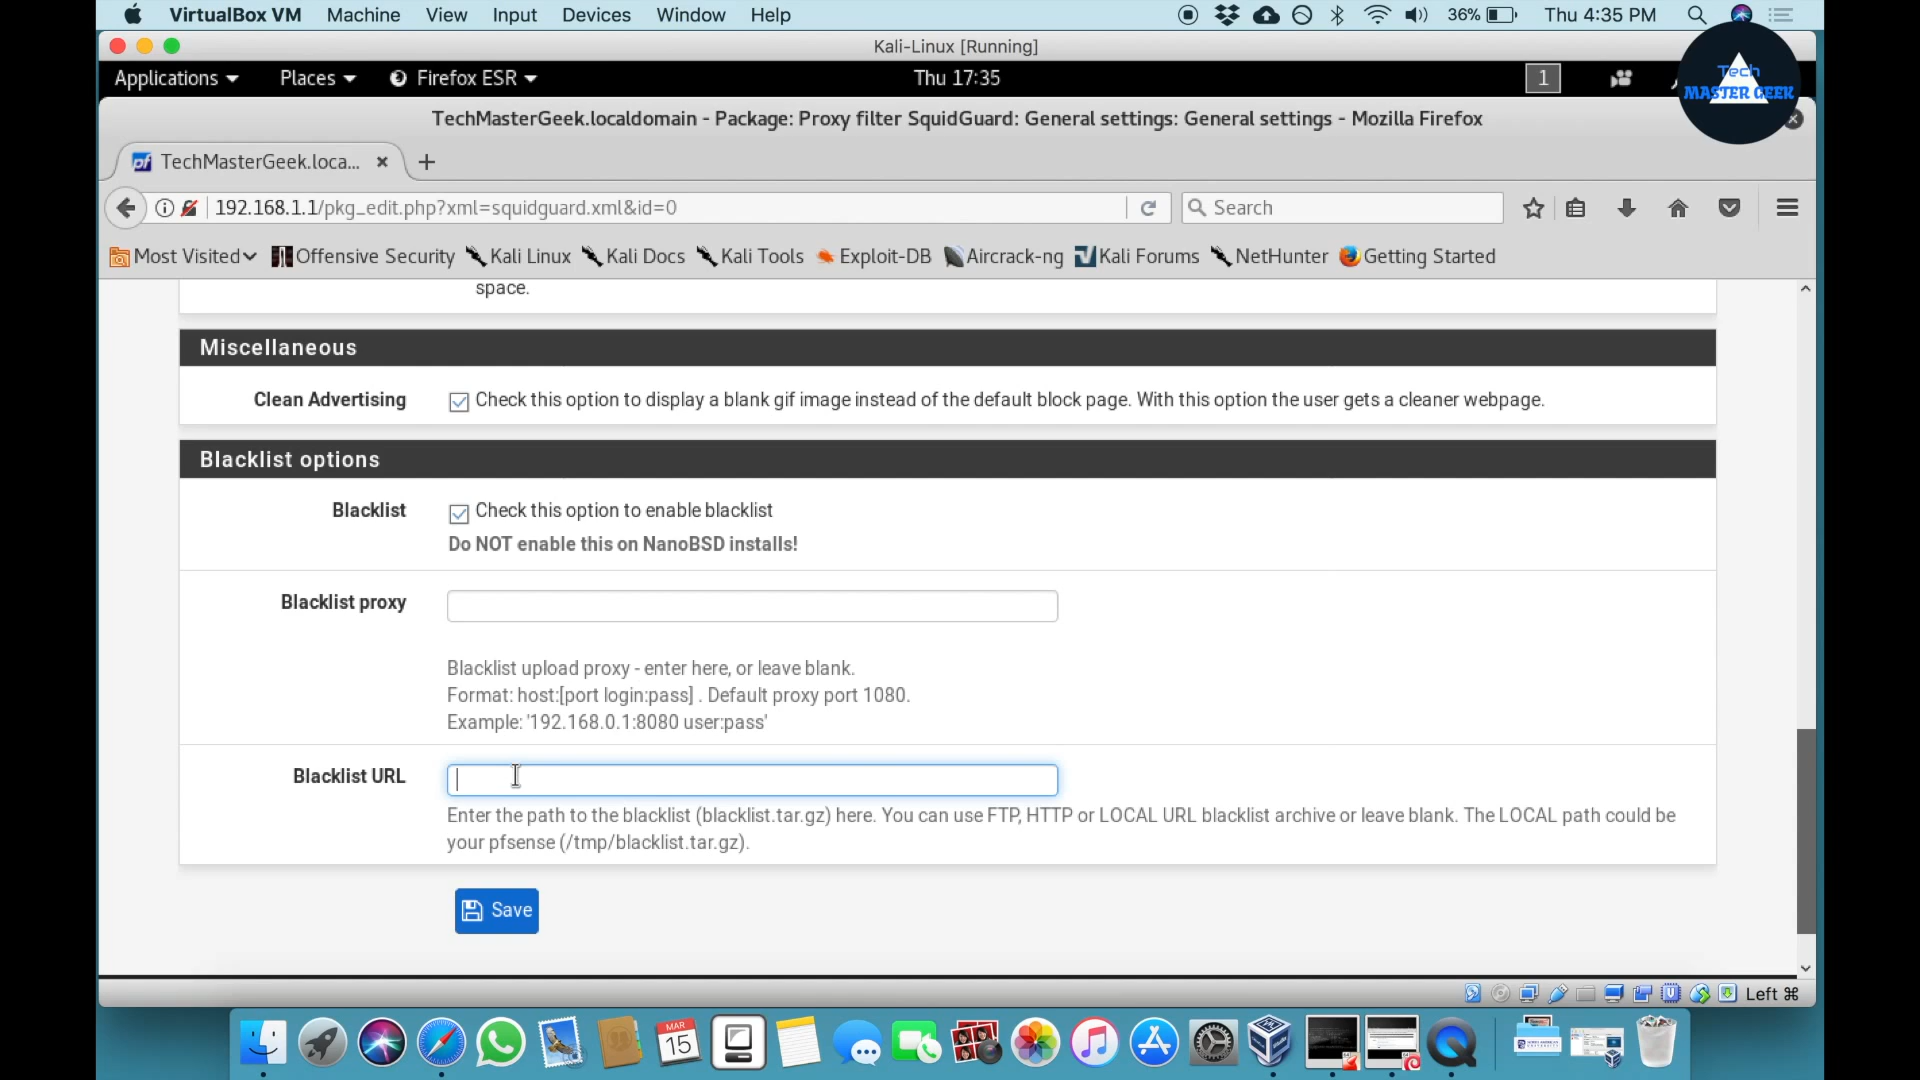 VirtualBox VM Machine View Input Devices Window Help 36% Thu 4:35 PM
Kali-Linux [Running]
Applications Places Firefox ESR Thu 17:35 1
Tech
MASTER GEEK
TechMasterGeek.localdomain - Package: Proxy filter SquidGuard: General settings: General settings - Mozilla Firefox
pf TechMasterGeek.loca...
192.168.1.1/pkg_edit.php?xml=squidguard.xml&id=0 Search
Most Visited Offensive Security Kali Linux Kali Docs Kali Tools Exploit-DB Aircrack-ng Kali Forums NetHunter Getting Started
space.
Miscellaneous
Clean Advertising Check this option to display a blank gif image instead of the default block page. With this option the user gets a cleaner webpage.
Blacklist options
Blacklist Check this option to enable blacklist
Do NOT enable this on NanoBSD installs!
Blacklist proxy
Blacklist upload proxy - enter here, or leave blank.
Format: host:[port login:pass] . Default proxy port 1080.
Example: '192.168.0.1:8080 user:pass'
Blacklist URL
Enter the path to the blacklist (blacklist.tar.gz) here. You can use FTP, HTTP or LOCAL URL blacklist archive or leave blank. The LOCAL path could be
your pfsense (/tmp/blacklist.tar.gz).
Save
Left ⌘
MAR
15